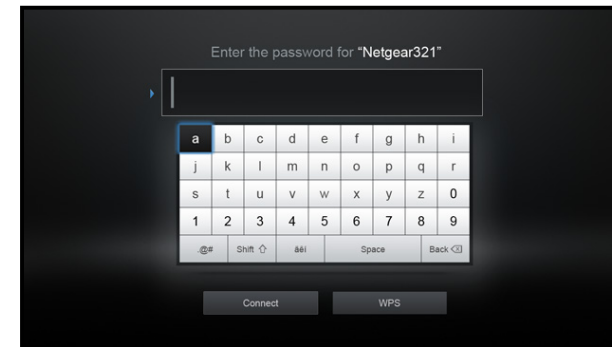 Enter the password for “Netgear321”
a b c d e f g h i
j k l m n o p q r
s t u v w x y z 0
1 2 3 4 5 6 7 8 9
.@# Shift âèí Space Back
Connect WPS